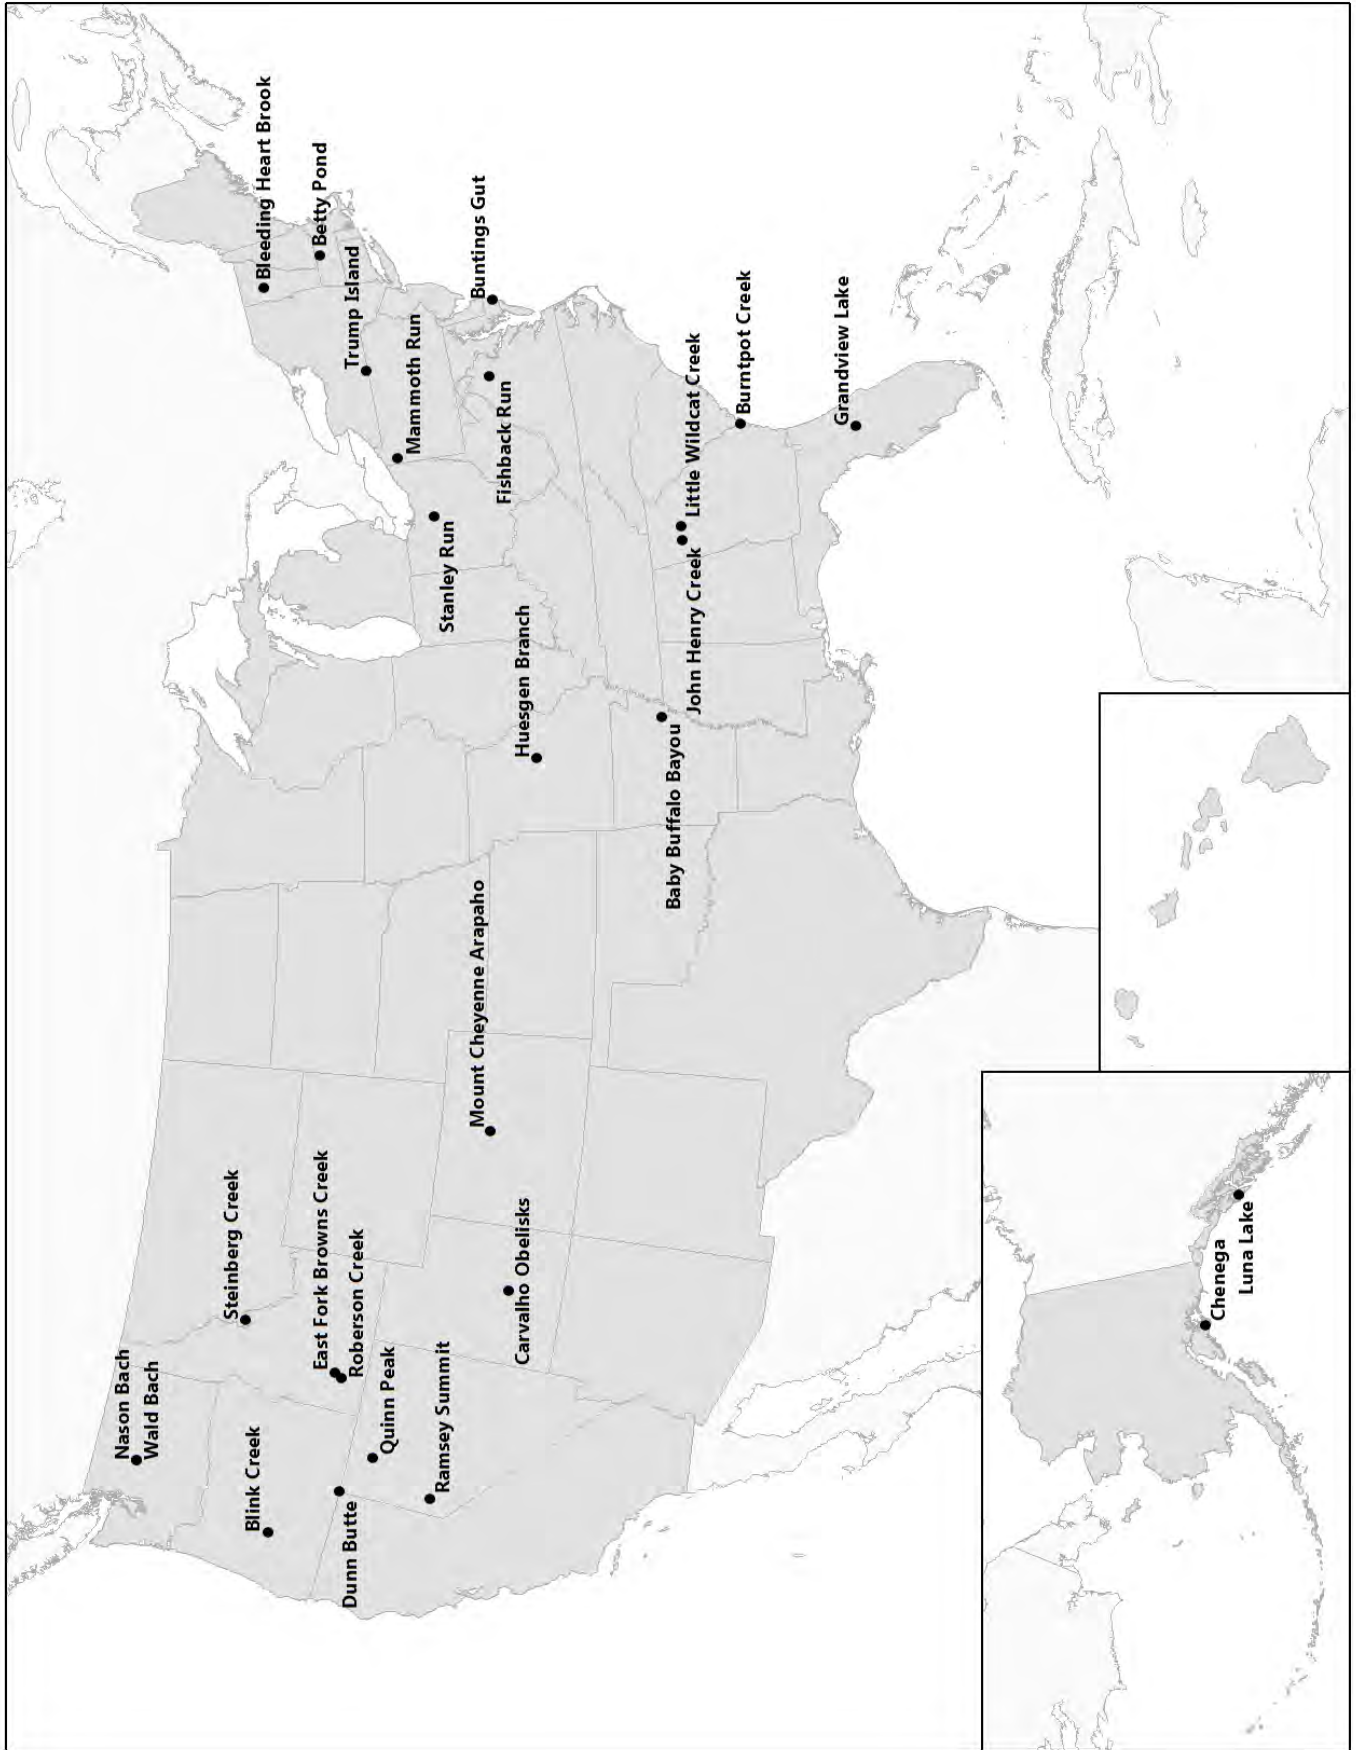 Nason Bach
Wald Bach
Blink Creek
Steinberg Creek
Dunn Butte
East Fork Browns Creek
Roberson Creek
Quinn Peak
Ramsey Summit
Carvalho Obelisks
Mount Cheyenne Arapaho
Huesgen Branch
Baby Buffalo Bayou
Stanley Run
Mammoth Run
Trump Island
Bleeding Heart Brook
Betty Pond
Buntings Gut
Fishback Run
John Henry Creek
Little Wildcat Creek
Burntpot Creek
Grandview Lake
Chenega
Luna Lake